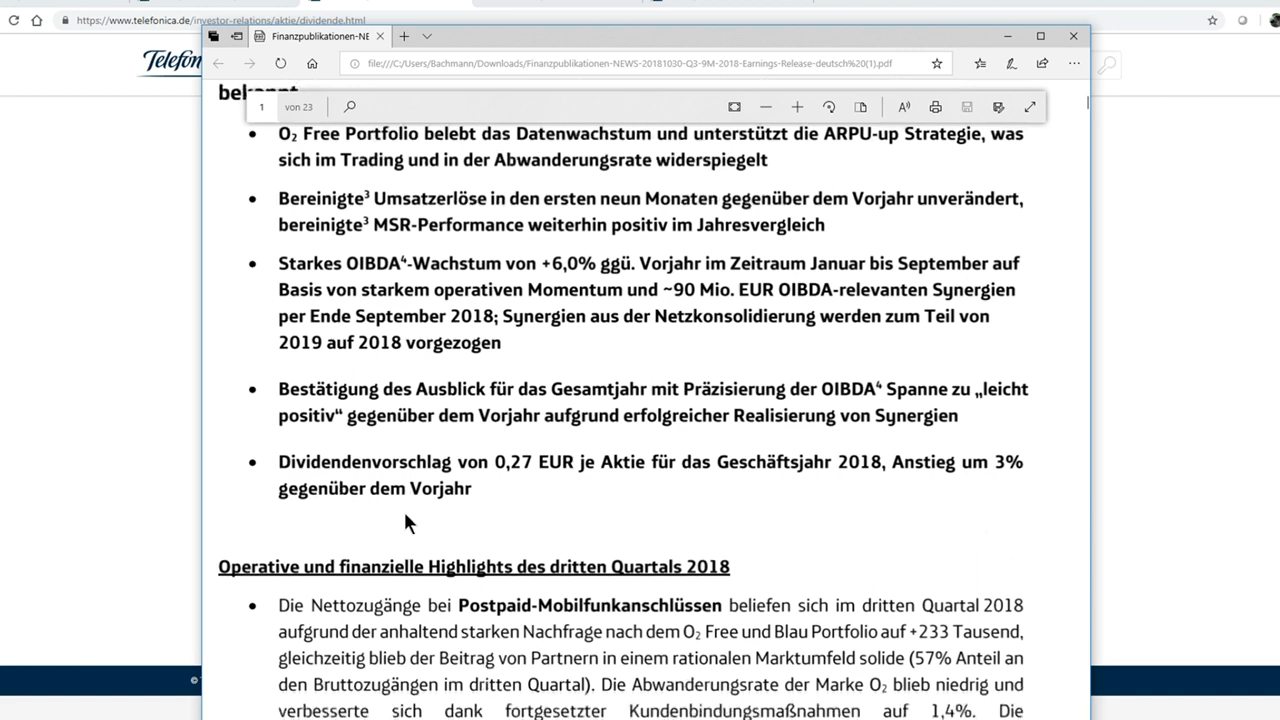 https://www.telefonica.de/investor-relations/aktie/dividende.html
Finanzpublikationen-NE
file:///C:/Users/Bachmann/Downloads/Finanzpublikationen-NEWS-20181030-Q3-9M-2018-Earnings-Release-deutsch%20(1).pdf
1 von 23
bekannt
• O₂ Free Portfolio belebt das Datenwachstum und unterstützt die ARPU-up Strategie, was
sich im Trading und in der Abwanderungsrate widerspiegelt
• Bereinigte³ Umsatzerlöse in den ersten neun Monaten gegenüber dem Vorjahr unverändert,
bereinigte³ MSR-Performance weiterhin positiv im Jahresvergleich
• Starkes OIBDA⁴-Wachstum von +6,0% ggü. Vorjahr im Zeitraum Januar bis September auf
Basis von starkem operativen Momentum und ~90 Mio. EUR OIBDA-relevanten Synergien
per Ende September 2018; Synergien aus der Netzkonsolidierung werden zum Teil von
2019 auf 2018 vorgezogen
• Bestätigung des Ausblick für das Gesamtjahr mit Präzisierung der OIBDA⁴ Spanne zu „leicht
positiv“ gegenüber dem Vorjahr aufgrund erfolgreicher Realisierung von Synergien
• Dividendenvorschlag von 0,27 EUR je Aktie für das Geschäftsjahr 2018, Anstieg um 3%
gegenüber dem Vorjahr
Operative und finanzielle Highlights des dritten Quartals 2018
• Die Nettozugänge bei Postpaid-Mobilfunkanschlüssen beliefen sich im dritten Quartal 2018
aufgrund der anhaltend starken Nachfrage nach dem O₂ Free und Blau Portfolio auf +233 Tausend,
gleichzeitig blieb der Beitrag von Partnern in einem rationalen Marktumfeld solide (57% Anteil an
den Bruttozugängen im dritten Quartal). Die Abwanderungsrate der Marke O₂ blieb niedrig und
verbesserte sich dank fortgesetzter Kundenbindungsmaßnahmen auf 1,4%. Die